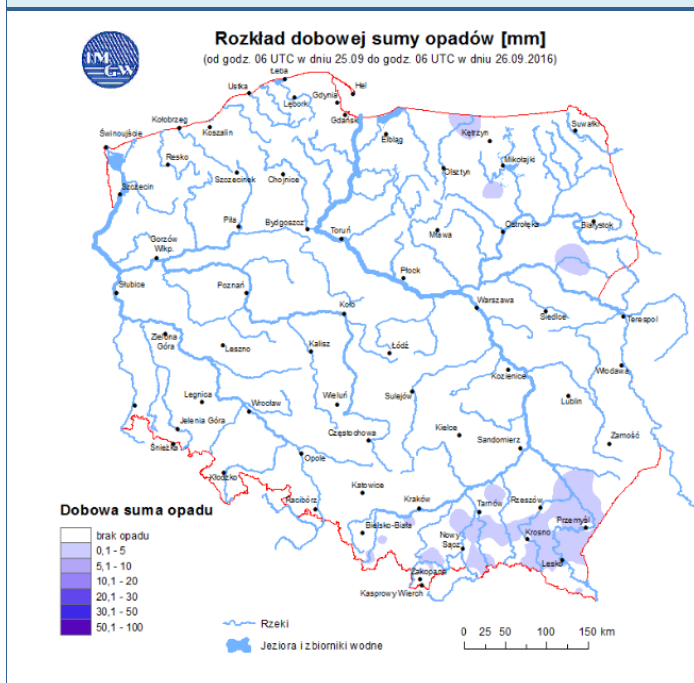 Rozkład dobowej sumy opadów [mm]
(od godz. 06 UTC w dniu 25.09 do godz. 06 UTC w dniu 26.09.2016)
IM
GW
Łeba
Hel
Ustka
Lębork
Gdynia
Gdańsk
Kołobrzeg
Koszalin
Elbląg
Kętrzyn
Suwałki
Świnoujście
Resko
Szczecinek
Chojnice
Olsztyn
Mikołajki
Szczecin
Piła
Bydgoszcz
Toruń
Mława
Ostrołęka
Białystok
Gorzów
Wlkp.
Płock
Słubice
Poznań
Koło
Warszawa
Siedlce
Terespol
Zielona
Góra
Leszno
Kalisz
Łódź
Kozienice
Włodawa
Legnica
Wrocław
Wieluń
Sulejów
Lublin
Jelenia Góra
Częstochowa
Kielce
Sandomierz
Zamość
Śnieżka
Opole
Kłodzko
Katowice
Racibórz
Kraków
Tarnów
Rzeszów
Przemyśl
Bielsko-Biała
Nowy
Sącz
Krosno
Lesko
Zakopane
Kasprowy Wierch
Dobowa suma opadu
brak opadu
0,1 - 5
5,1 - 10
10,1 - 20
20,1 - 30
30,1 - 50
50,1 - 100
Rzeki
Jeziora i zbiorniki wodne
0 25 50 100 150 km